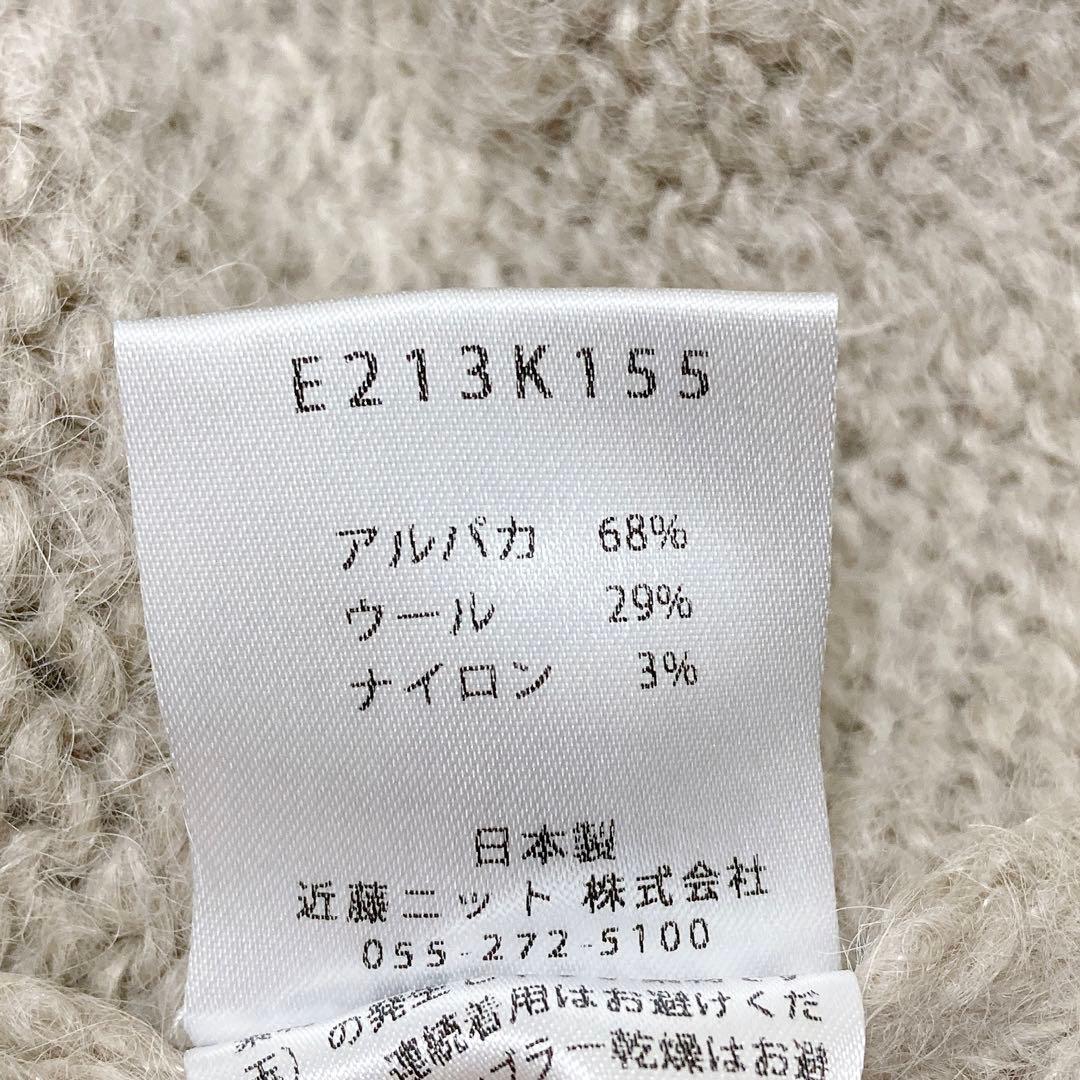 E213K155
アルパカ 68%
ウール 29%
ナイロン 3%
日本製
近藤ニット 株式会社
055-272-5100
の発生
連続着用はお避けくだ
ブラー乾燥はお避